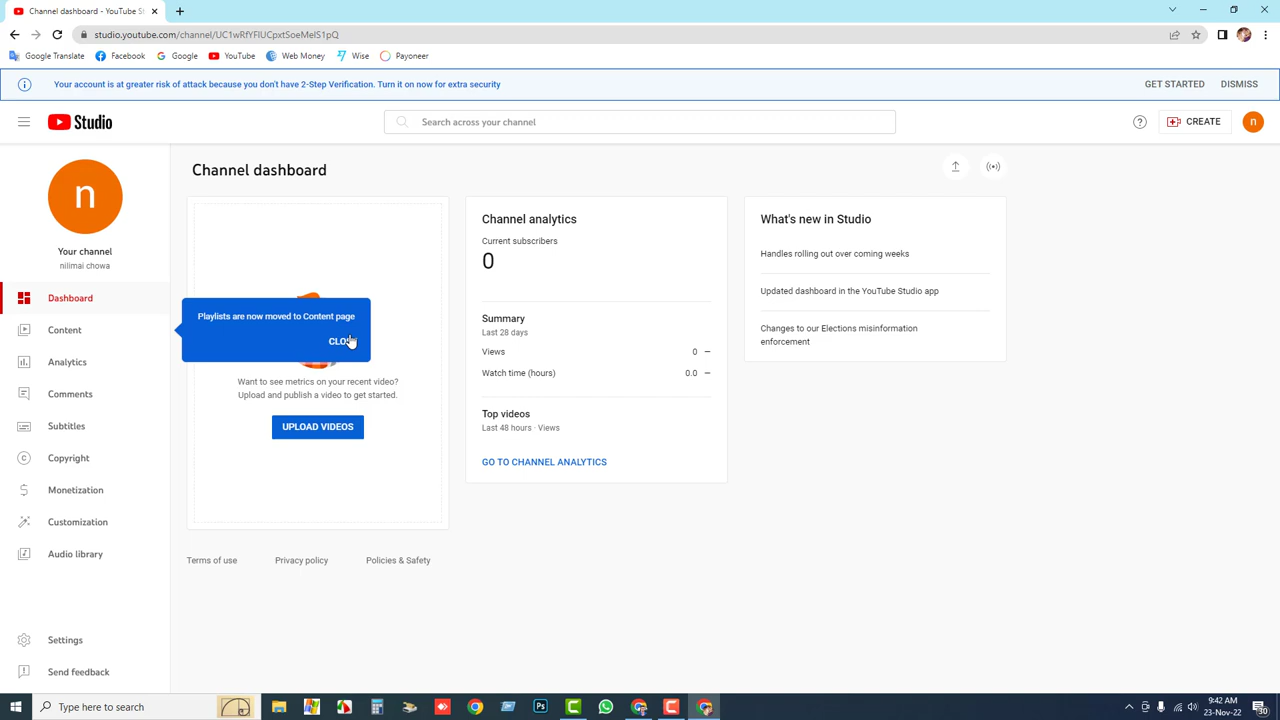 Channel dashboard - YouTube St
studio.youtube.com/channel/UC1wRfYFIUCpxtSoeMelS1pQ
Google Translate
Facebook
Google
YouTube
Web Money
Wise
Payoneer
Your account is at greater risk of attack because you don't have 2-Step Verification. Turn it on now for extra security
GET STARTED
DISMISS
Studio
Search across your channel
CREATE
n
n
Your channel
nilimai chowa
Dashboard
Content
Analytics
Comments
Subtitles
Copyright
Monetization
Customization
Audio library
Settings
Send feedback
Channel dashboard
Playlists are now moved to Content page
Want to see metrics on your recent video?
Upload and publish a video to get started.
UPLOAD VIDEOS
Channel analytics
Current subscribers
0
Summary
Last 28 days
Views 0 —
Watch time (hours) 0.0 —
Top videos
Last 48 hours · Views
GO TO CHANNEL ANALYTICS
What's new in Studio
Handles rolling out over coming weeks
Updated dashboard in the YouTube Studio app
Changes to our Elections misinformation
enforcement
Terms of use
Privacy policy
Policies & Safety
Type here to search
9:42 AM
23-Nov-22